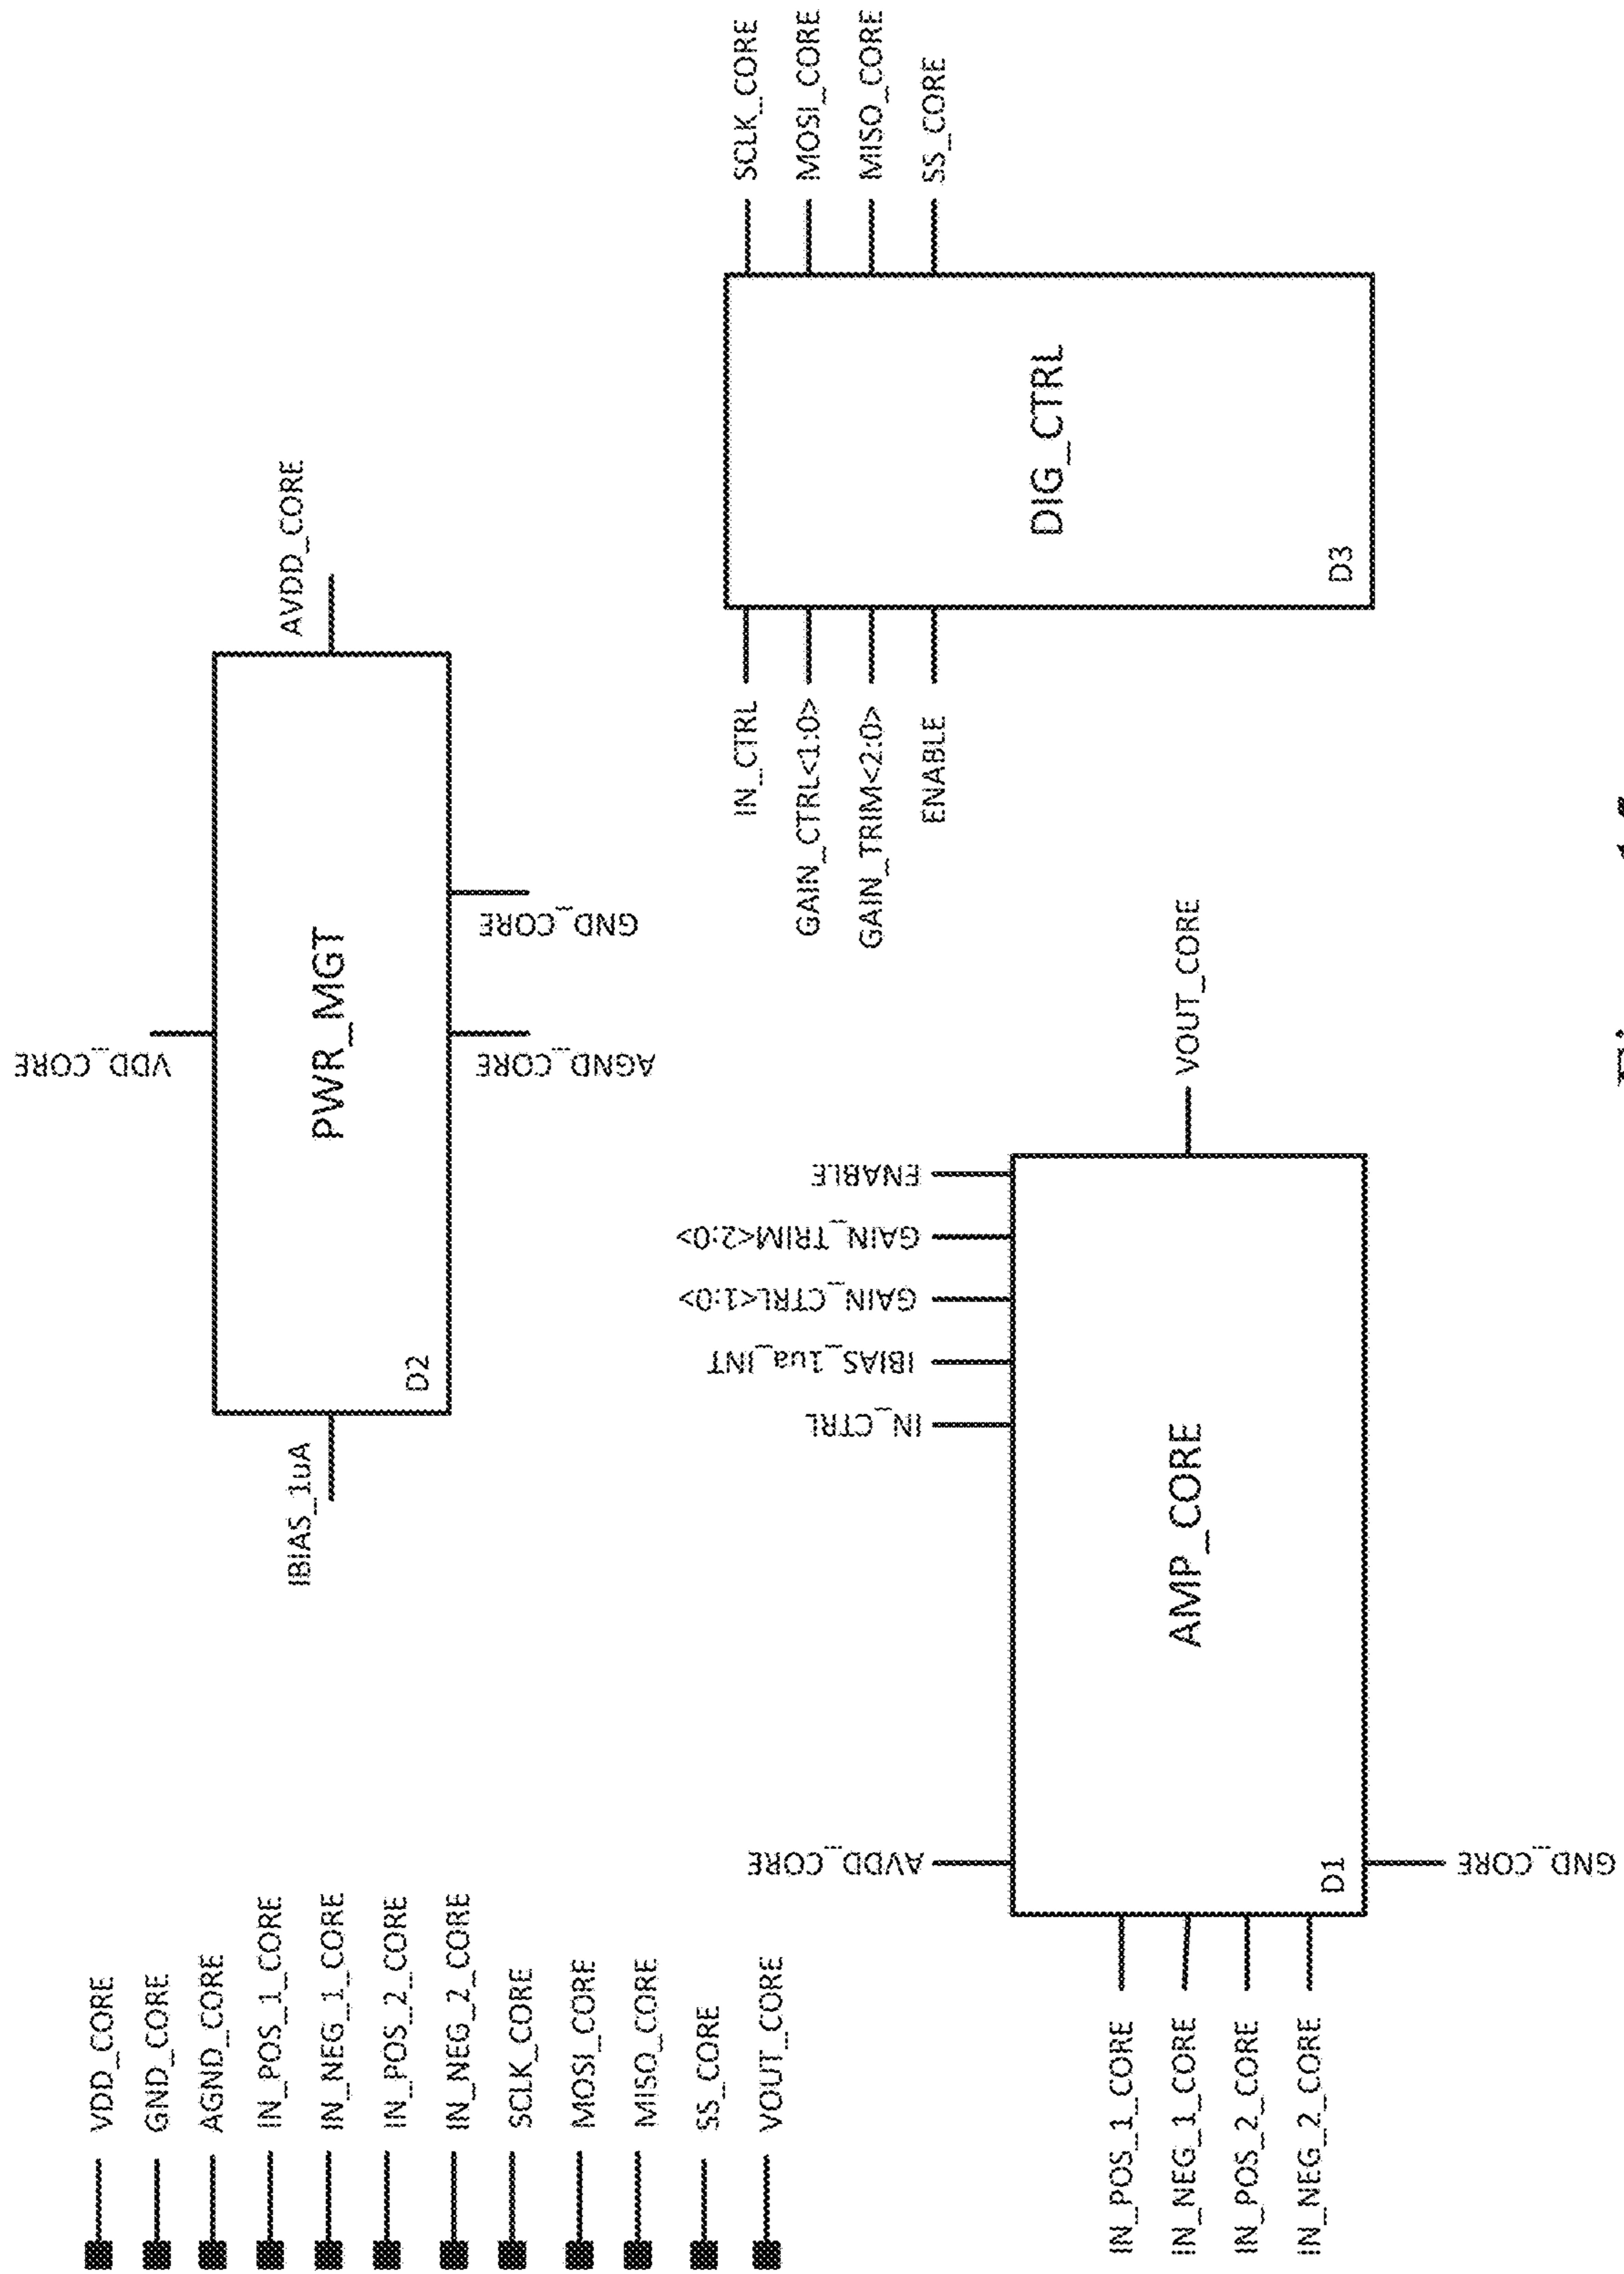 VDD_CORE
GND_CORE
AGND_CORE
IN_POS_1_CORE
IN_NEG_1_CORE
IN_POS_2_CORE
IN_NEG_2_CORE
SCLK_CORE
MOSI_CORE
MISO_CORE
SS_CORE
VOUT_CORE
VDD_CORE
IBIAS_1uA
PWR_MGT
AVDD_CORE
D2
AGND_CORE
GND_CORE
AVDD_CORE
IN_CTRL
IBIAS_1ua_INT
GAIN_CTRL<1:0>
GAIN_TRIM<2:0>
ENABLE
IN_POS_1_CORE
IN_NEG_1_CORE
IN_POS_2_CORE
IN_NEG_2_CORE
AMP_CORE
VOUT_CORE
D1
GND_CORE
IN_CTRL
GAIN_CTRL<1:0>
GAIN_TRIM<2:0>
ENABLE
DIG_CTRL
D3
SCLK_CORE
MOSI_CORE
MISO_CORE
SS_CORE